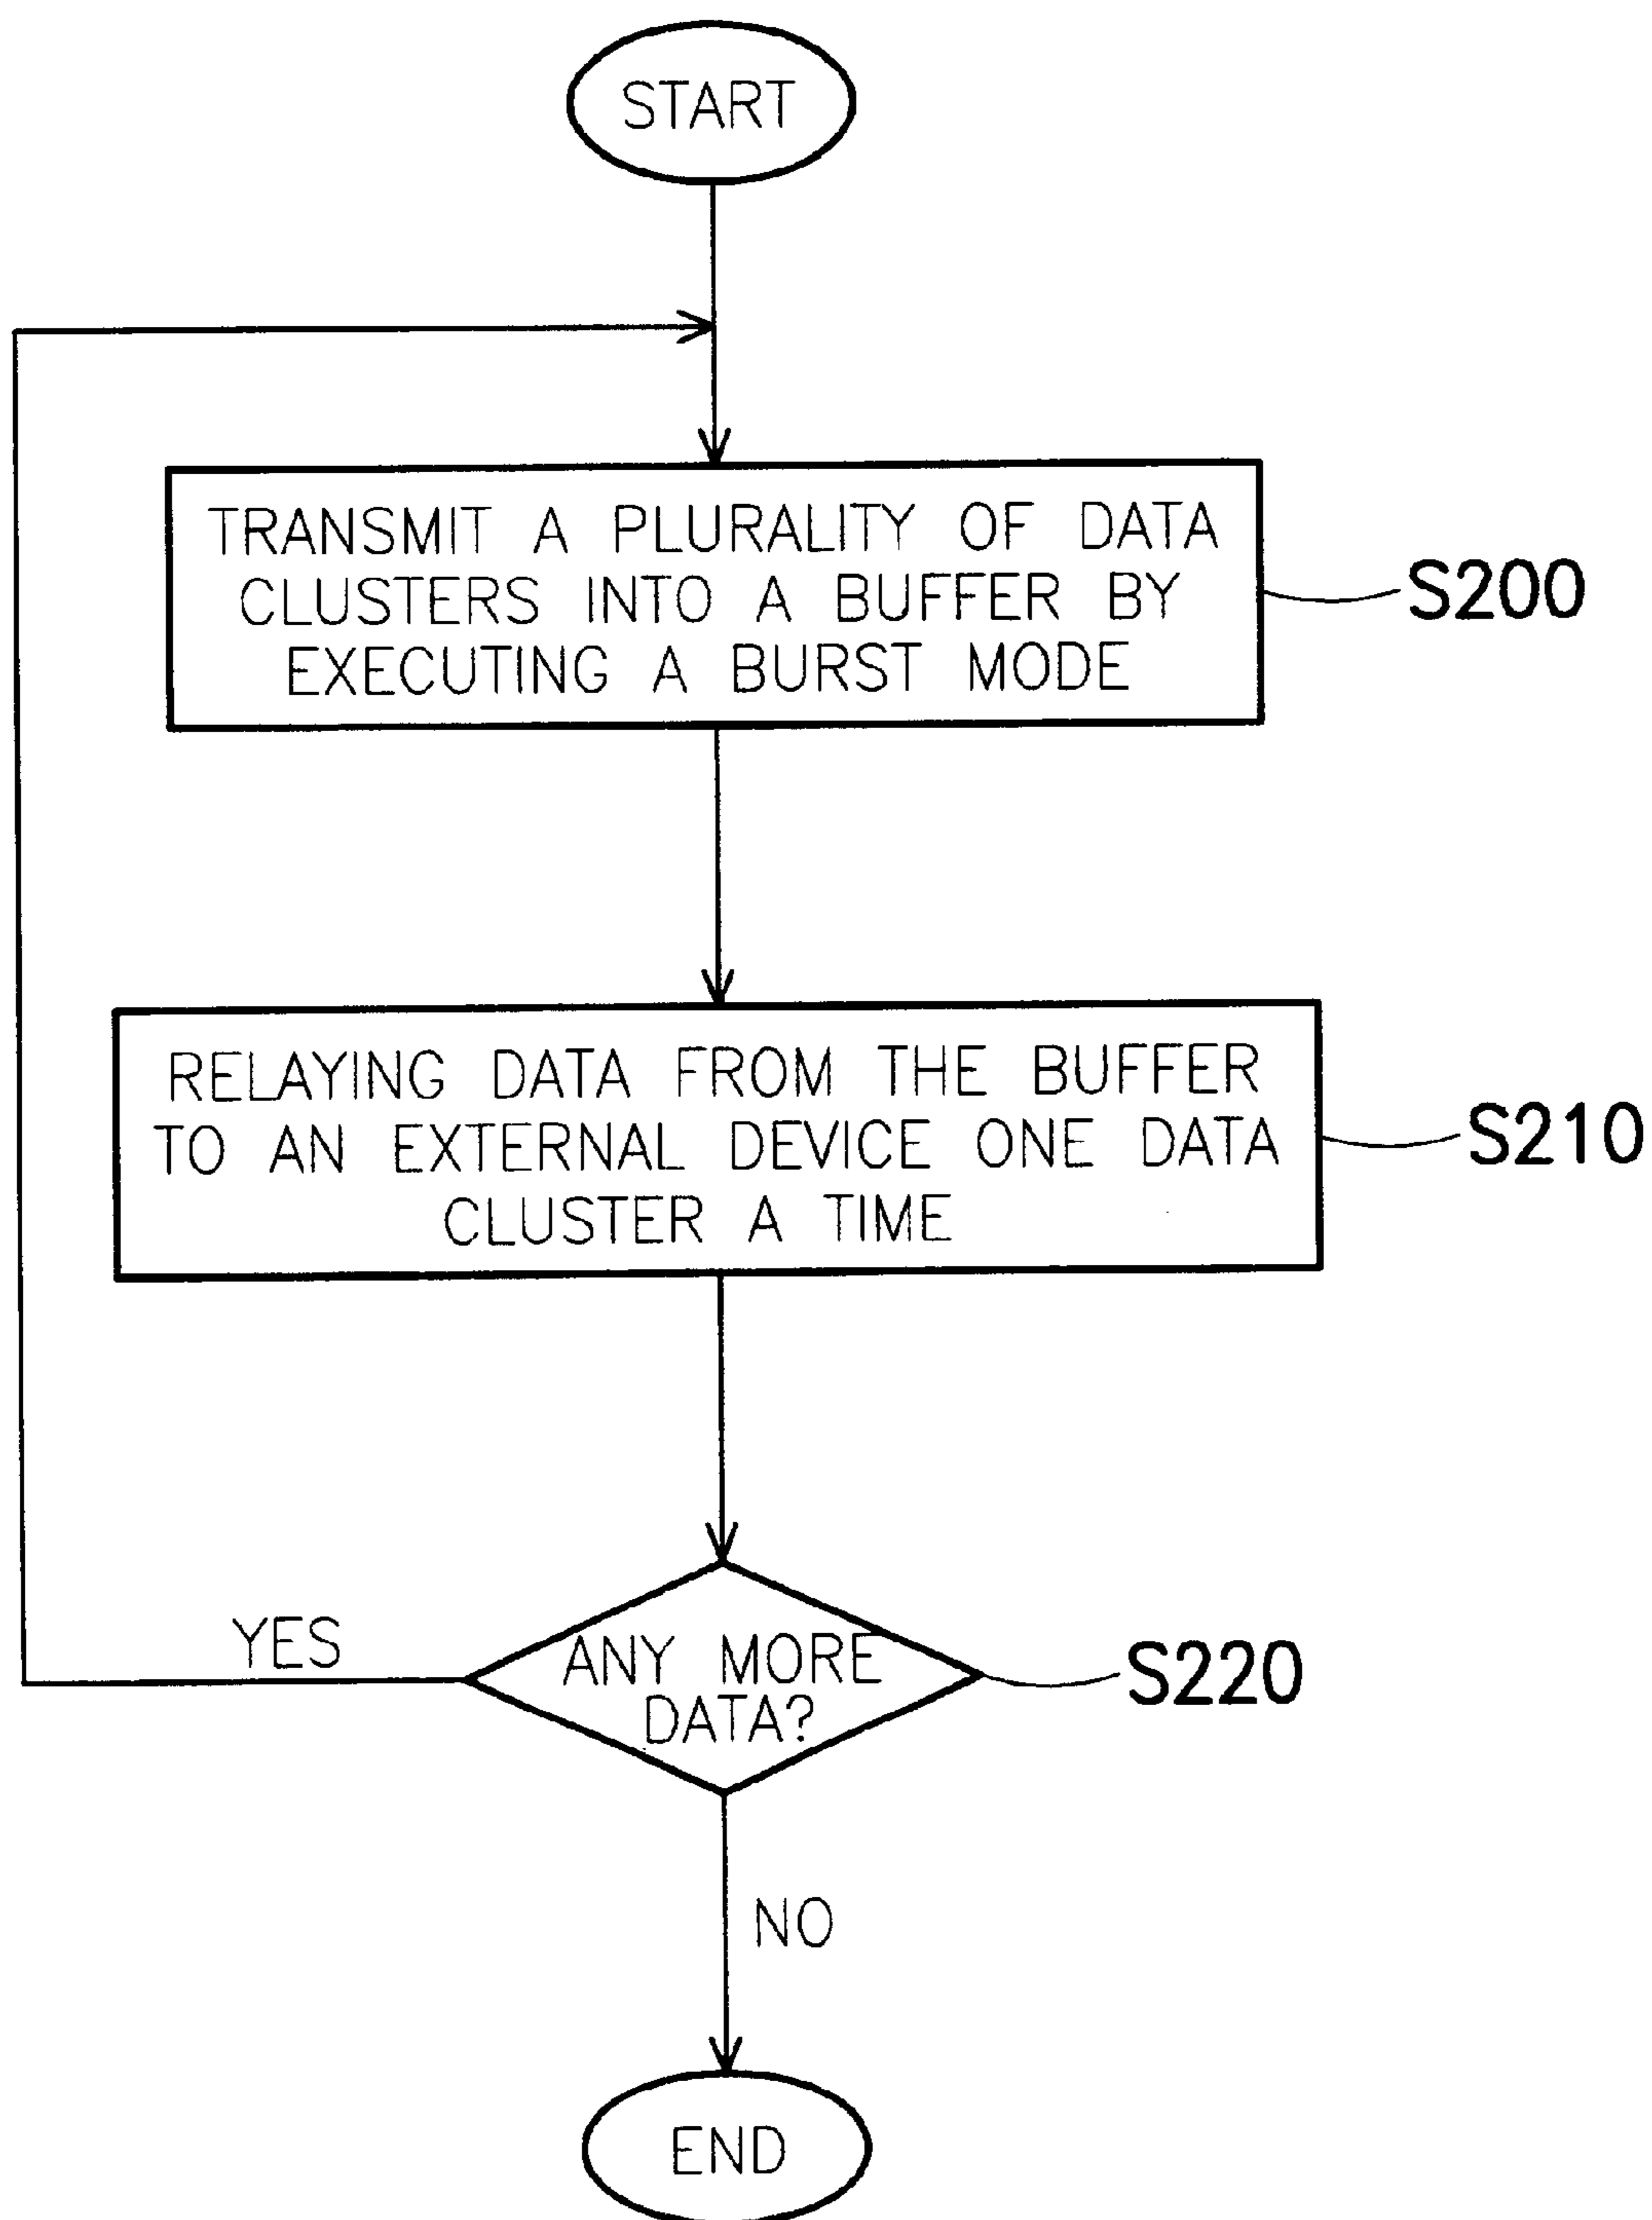 START
TRANSMIT A PLURALITY OF DATA
CLUSTERS INTO A BUFFER BY
EXECUTING A BURST MODE
S200
RELAYING DATA FROM THE BUFFER
TO AN EXTERNAL DEVICE ONE DATA
CLUSTER A TIME
S210
YES
ANY MORE
DATA?
S220
NO
END